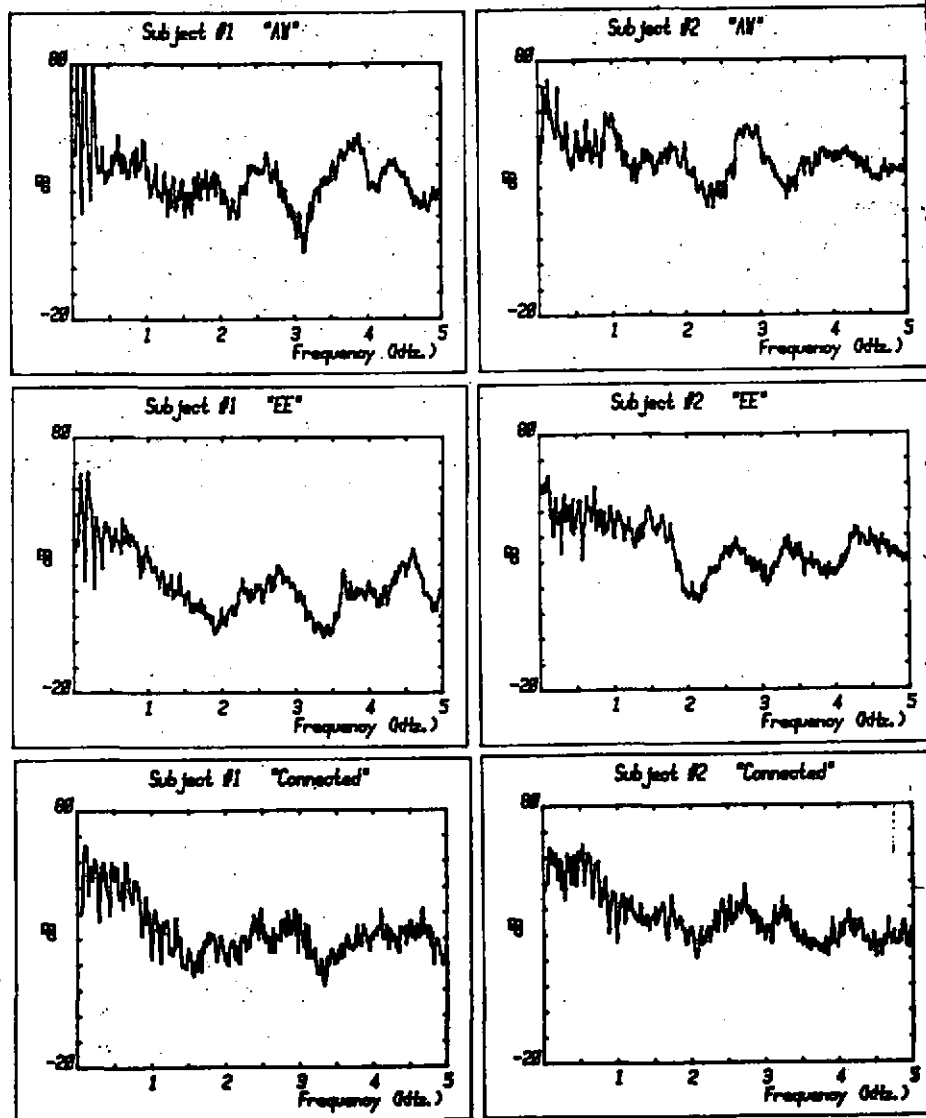 Subject #1 "AW"
80
dB
-20
1 2 3 4 5
Frequency (kHz.)
Subject #2 "AW"
80
dB
-20
1 2 3 4 5
Frequency (kHz.)
Subject #1 "EE"
80
dB
-20
1 2 3 4 5
Frequency (kHz.)
Subject #2 "EE"
80
dB
-20
1 2 3 4 5
Frequency (kHz.)
Subject #1 "Connected"
80
dB
-20
1 2 3 4 5
Frequency (kHz.)
Subject #2 "Connected"
80
dB
-20
1 2 3 4 5
Frequency (kHz.)